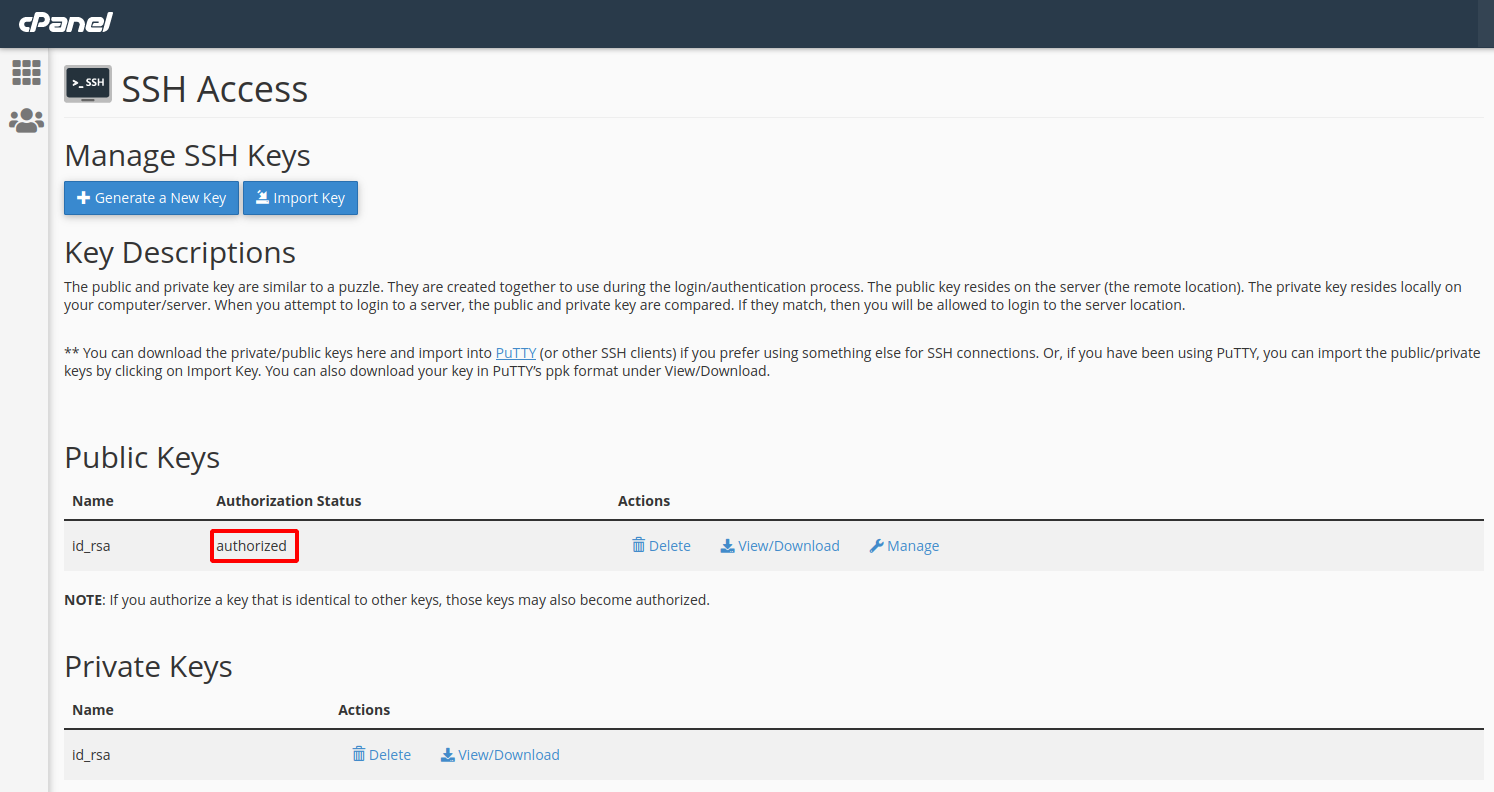 cPanel
>_ SSH
SSH Access
Manage SSH Keys
Generate a New Key
Import Key
Key Descriptions
The public and private key are similar to a puzzle. They are created together to use during the login/authentication process. The public key resides on the server (the remote location). The private key resides locally on
your computer/server. When you attempt to login to a server, the public and private key are compared. If they match, then you will be allowed to login to the server location.
** You can download the private/public keys here and import into PuTTY (or other SSH clients) if you prefer using something else for SSH connections. Or, if you have been using PuTTY, you can import the public/private
keys by clicking on Import Key. You can also download your key in PuTTY’s ppk format under View/Download.
Public Keys
Name Authorization Status Actions
id_rsa authorized Delete View/Download Manage
NOTE: If you authorize a key that is identical to other keys, those keys may also become authorized.
Private Keys
Name Actions
id_rsa Delete View/Download